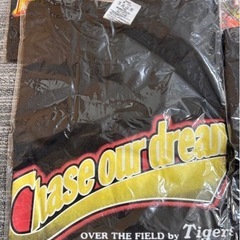 Chase our dream
OVER THE FIELD by Tigers